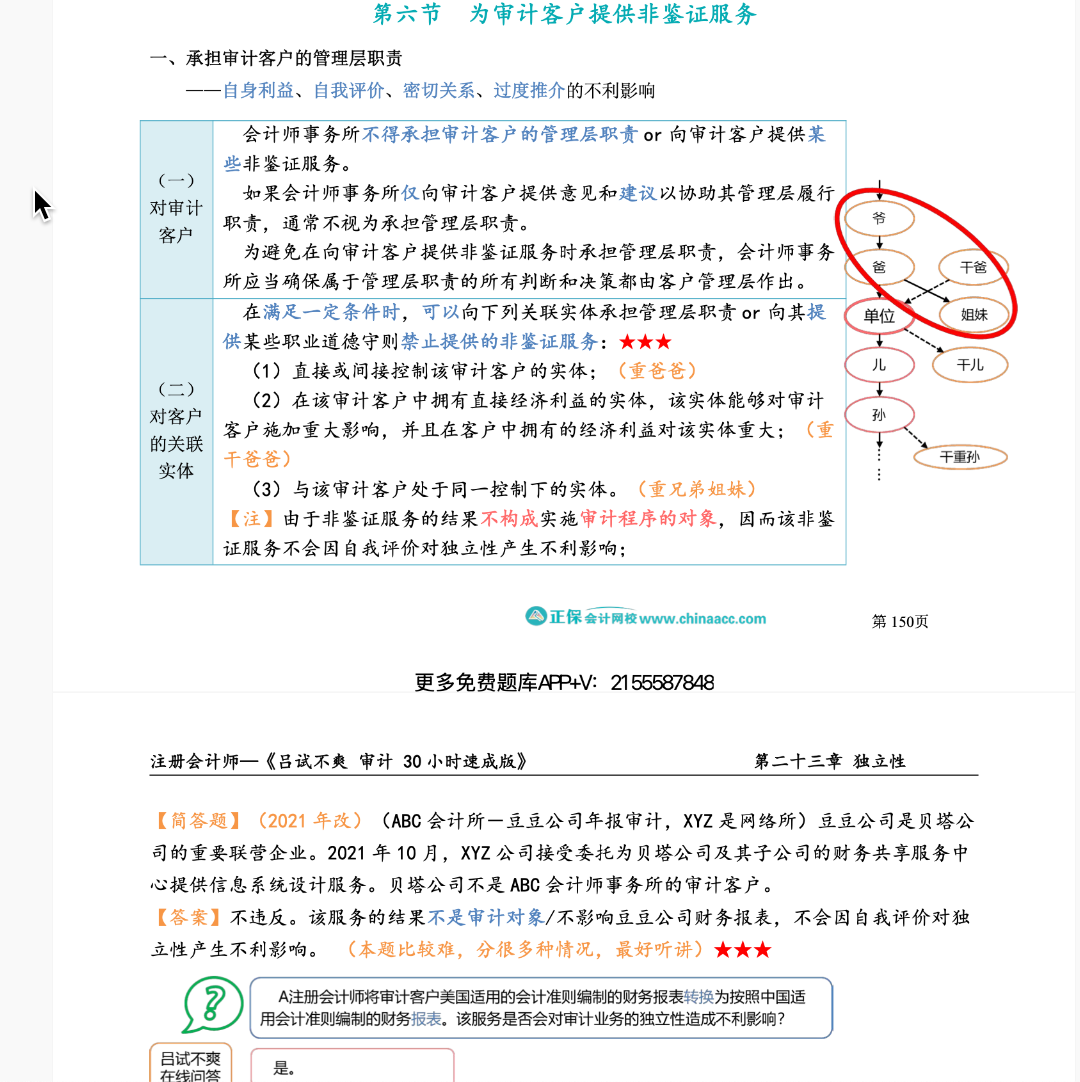 第六节 为审计客户提供非鉴证服务
一、承担审计客户的管理层职责
——自身利益、自我评价、密切关系、过度推介的不利影响
（一）
对审计
客户
会计师事务所不得承担审计客户的管理层职责 or 向审计客户提供某
些非鉴证服务。
如果会计师事务所仅向审计客户提供意见和建议以协助其管理层履行
职责，通常不视为承担管理层职责。
为避免在向审计客户提供非鉴证服务时承担管理层职责，会计师事务
所应当确保属于管理层职责的所有判断和决策都由客户管理层作出。
（二）
对客户
的关联
实体
在满足一定条件时，可以向下列关联实体承担管理层职责 or 向其提
供某些职业道德守则禁止提供的非鉴证服务：★★★
（1）直接或间接控制该审计客户的实体；（重爸爸）
（2）在该审计客户中拥有直接经济利益的实体，该实体能够对审计
客户施加重大影响，并且在客户中拥有的经济利益对该实体重大；（重
干爸爸）
（3）与该审计客户处于同一控制下的实体。（重兄弟姐妹）
【注】由于非鉴证服务的结果不构成实施审计程序的对象，因而该非鉴
证服务不会因自我评价对独立性产生不利影响；
爷
爸
干爸
单位
姐妹
儿
干儿
孙
干重孙
正保会计网校www.chinaacc.com
第 150页
更多免费题库APP+V：2155587848
注册会计师—《吕试不爽 审计 30 小时速成版》
第二十三章 独立性
【简答题】（2021 年改）（ABC 会计所－豆豆公司年报审计，XYZ 是网络所）豆豆公司是贝塔公
司的重要联营企业。2021 年 10 月，XYZ 公司接受委托为贝塔公司及其子公司的财务共享服务中
心提供信息系统设计服务。贝塔公司不是 ABC 会计师事务所的审计客户。
【答案】不违反。该服务的结果不是审计对象/不影响豆豆公司财务报表，不会因自我评价对独
立性产生不利影响。（本题比较难，分很多种情况，最好听讲）★★★
?
A注册会计师将审计客户美国适用的会计准则编制的财务报表转换为按照中国适
用会计准则编制的财务报表。该服务是否会对审计业务的独立性造成不利影响？
吕试不爽
在线问答
是。